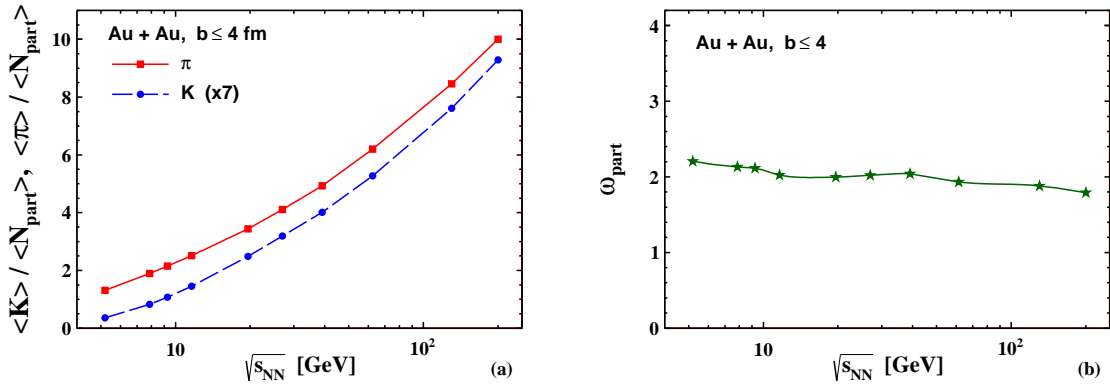 <K> / <N_part>, <π> / <N_part>
10
8
6
4
2
0
Au + Au, b ≤ 4 fm
π
K (x7)
10
10²
√s_NN [GeV]
(a)
ω_part
4
3
2
1
0
Au + Au, b ≤ 4
10
10²
√s_NN [GeV]
(b)